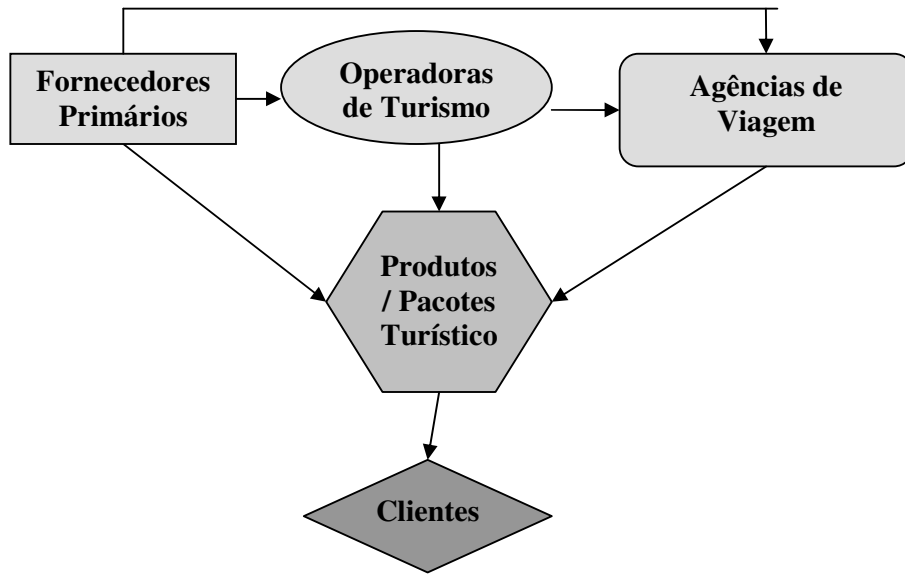 Fornecedores
Primários
Operadoras
de Turismo
Agências de
Viagem
Produtos
/ Pacotes
Turístico
Clientes